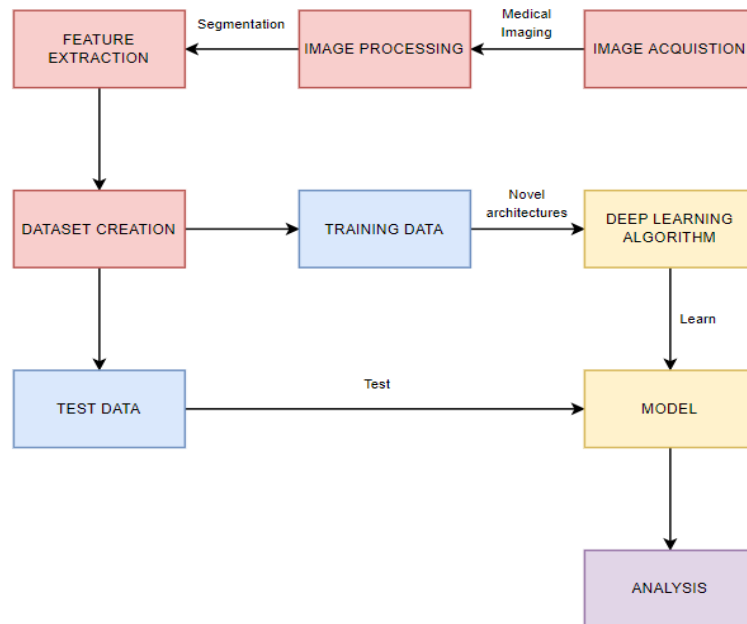 FEATURE
EXTRACTION
Segmentation
IMAGE PROCESSING
Medical
Imaging
IMAGE ACQUISTION
DATASET CREATION
TRAINING DATA
Novel
architectures
DEEP LEARNING
ALGORITHM
Learn
TEST DATA
Test
MODEL
ANALYSIS